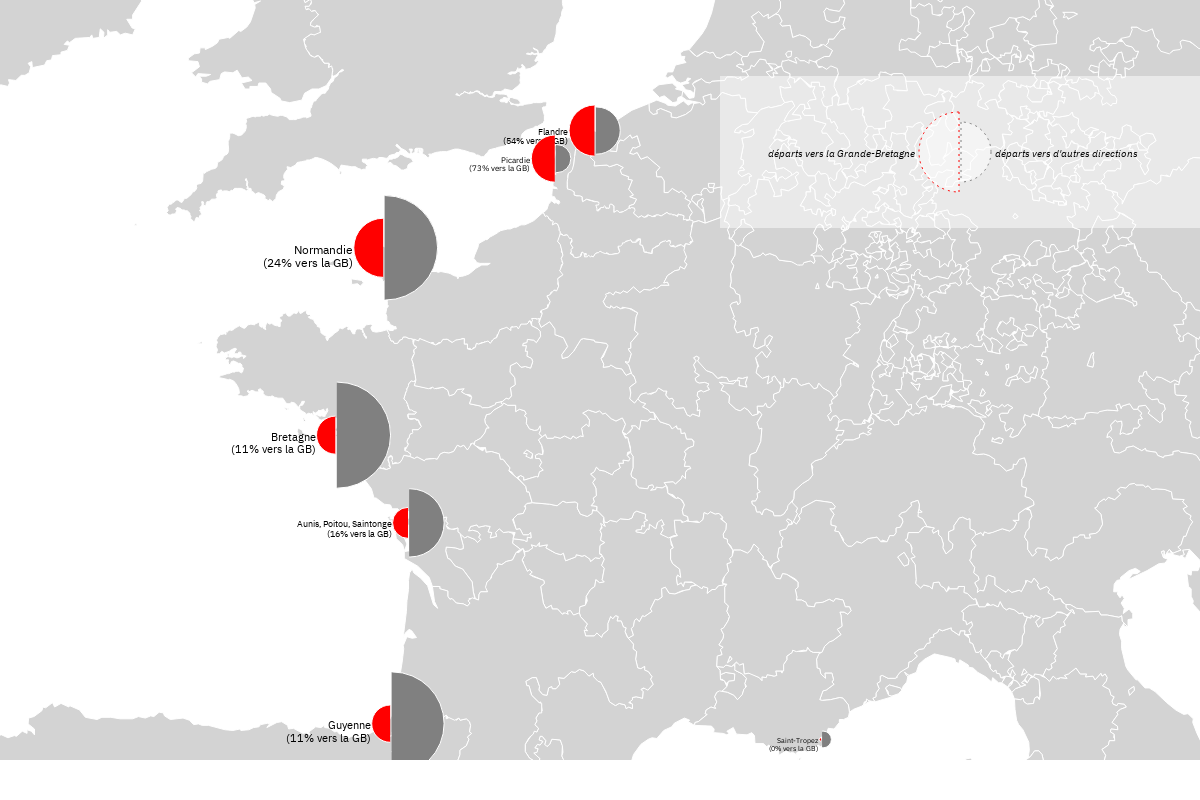 Flandre
(54% vers la GB)
Picardie
(73% vers la GB)
départs vers la Grande-Bretagne
départs vers d'autres directions
Normandie
(24% vers la GB)
Bretagne
(11% vers la GB)
Aunis, Poitou, Saintonge
(16% vers la GB)
Guyenne
(11% vers la GB)
Saint-Tropez
(0% vers la GB)